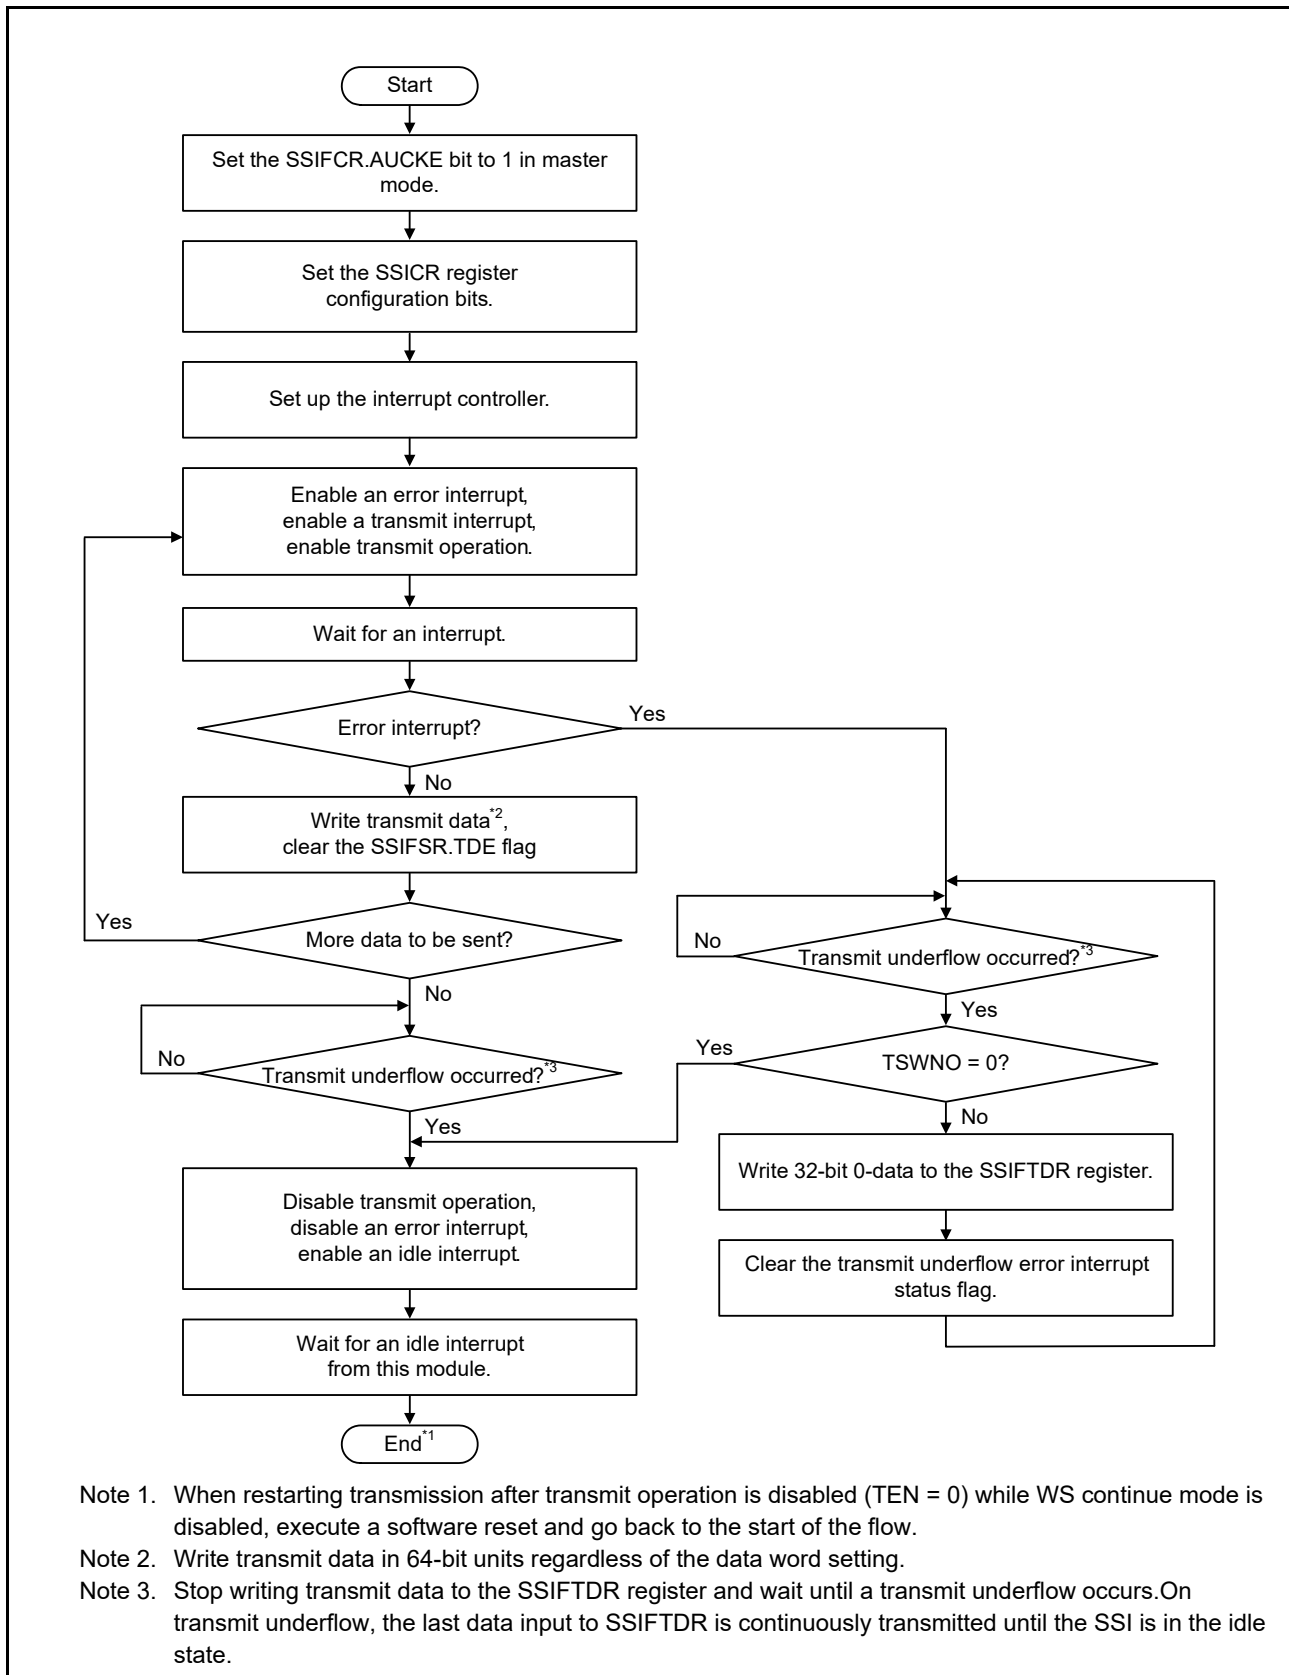 Start
Set the SSIFCR.AUCKE bit to 1 in master
mode.
Set the SSICR register
configuration bits.
Set up the interrupt controller.
Enable an error interrupt,
enable a transmit interrupt,
enable transmit operation.
Wait for an interrupt.
Error interrupt?
Yes
No
Write transmit data*2,
clear the SSIFSR.TDE flag
Yes
More data to be sent?
No
No
Transmit underflow occurred?*3
Yes
No
Transmit underflow occurred?*3
Yes
Yes
TSWNO = 0?
No
Write 32-bit 0-data to the SSIFTDR register.
Clear the transmit underflow error interrupt
status flag.
Disable transmit operation,
disable an error interrupt,
enable an idle interrupt.
Wait for an idle interrupt
from this module.
End*1
Note 1. When restarting transmission after transmit operation is disabled (TEN = 0) while WS continue mode is
disabled, execute a software reset and go back to the start of the flow.
Note 2. Write transmit data in 64-bit units regardless of the data word setting.
Note 3. Stop writing transmit data to the SSIFTDR register and wait until a transmit underflow occurs.On
transmit underflow, the last data input to SSIFTDR is continuously transmitted until the SSI is in the idle
state.